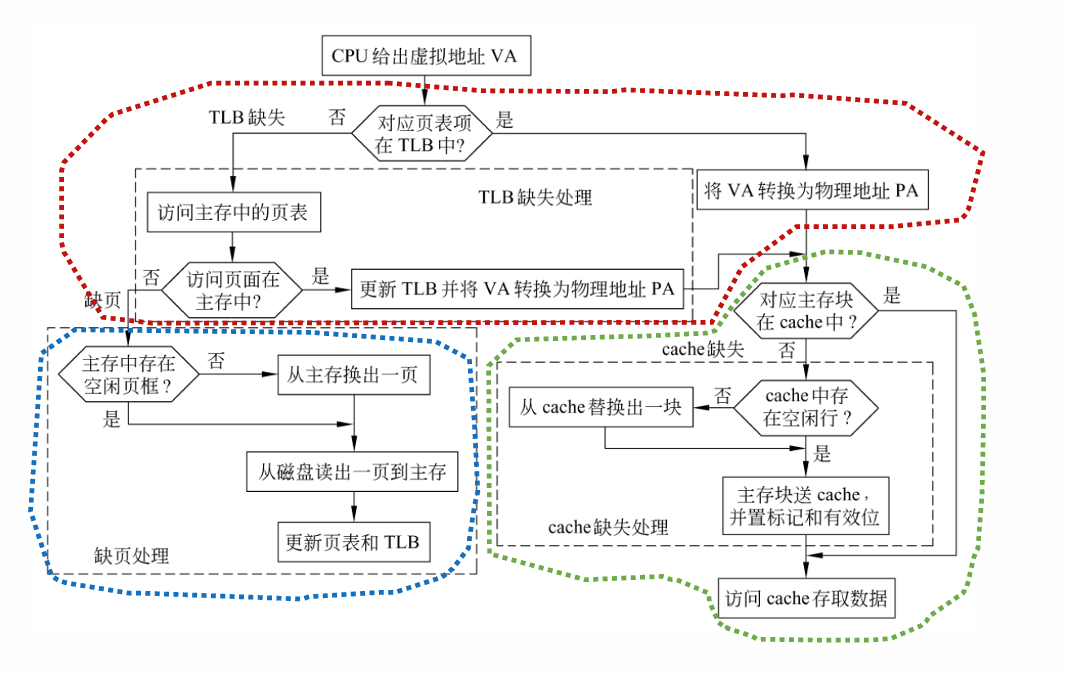 CPU 给出虚拟地址 VA
TLB 缺失
否
对应页表项
在 TLB 中?
是
TLB 缺失处理
将 VA 转换为物理地址 PA
访问主存中的页表
否
访问页面在
主存中?
是
更新 TLB 并将 VA 转换为物理地址 PA
缺页
对应主存块
在 cache 中？
是
cache 缺失
否
主存中存在
空闲页框？
否
从主存换出一页
是
从 cache 替换出一块
否
cache 中存
在空闲行？
是
从磁盘读出一页到主存
主存块送 cache，
并置标记和有效位
更新页表和 TLB
cache 缺失处理
缺页处理
访问 cache 存取数据